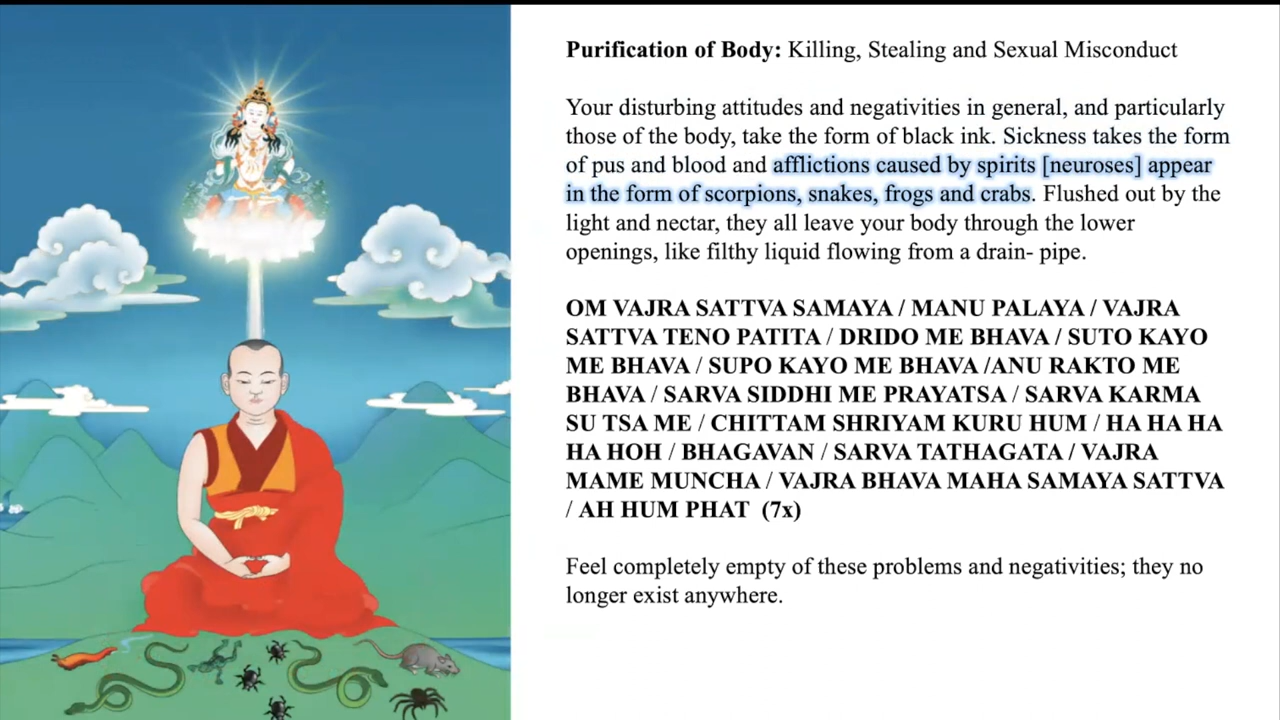 Purification of Body: Killing, Stealing and Sexual Misconduct
Your disturbing attitudes and negativities in general, and particularly
those of the body, take the form of black ink. Sickness takes the form
of pus and blood and afflictions caused by spirits [neuroses] appear
in the form of scorpions, snakes, frogs and crabs. Flushed out by the
light and nectar, they all leave your body through the lower
openings, like filthy liquid flowing from a drain- pipe.
OM VAJRA SATTVA SAMAYA / MANU PALAYA / VAJRA
SATTVA TENO PATITA / DRIDO ME BHAVA / SUTO KAYO
ME BHAVA / SUPO KAYO ME BHAVA /ANU RAKTO ME
BHAVA / SARVA SIDDHI ME PRAYATSA / SARVA KARMA
SU TSA ME / CHITTAM SHRIYAM KURU HUM / HA HA HA
HA HOH / BHAGAVAN / SARVA TATHAGATA / VAJRA
MAME MUNCHA / VAJRA BHAVA MAHA SAMAYA SATTVA
/ AH HUM PHAT (7x)
Feel completely empty of these problems and negativities; they no
longer exist anywhere.